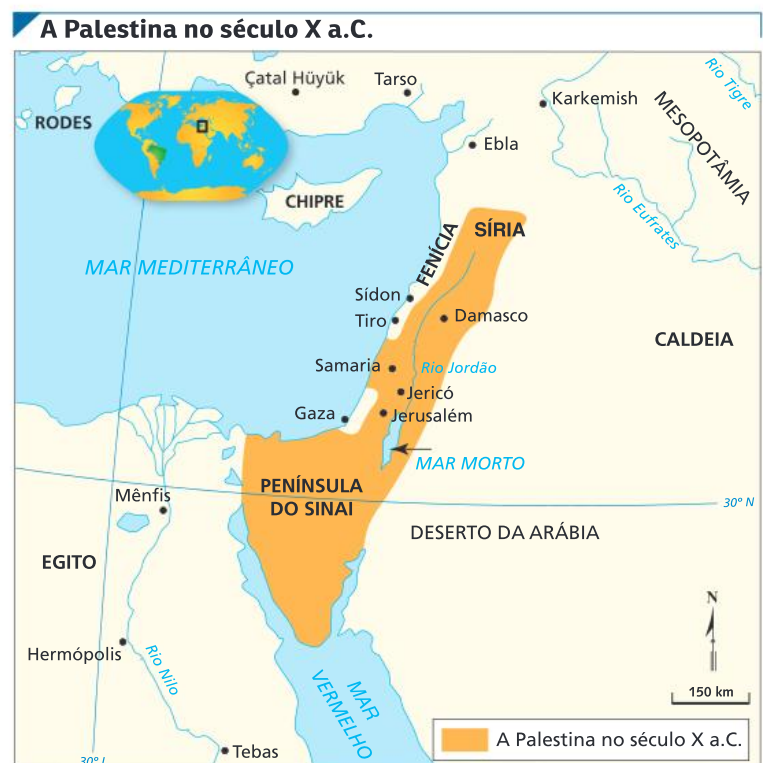 A Palestina no século X a.C.
Çatal Hüyük
Tarso
Rio Tigre
Karkemish
MESOPOTÂMIA
RODES
Ebla
CHIPRE
Rio Eufrates
FENÍCIA
SÍRIA
MAR MEDITERRÂNEO
Sídon
Tiro
Damasco
CALDEIA
Samaria
Rio Jordão
Jericó
Gaza
Jerusalém
MAR MORTO
PENÍNSULA
DO SINAI
Mênfis
30º N
DESERTO DA ARÁBIA
EGITO
N
Hermópolis
Rio Nilo
MAR
VERMELHO
150 km
A Palestina no século X a.C.
Tebas